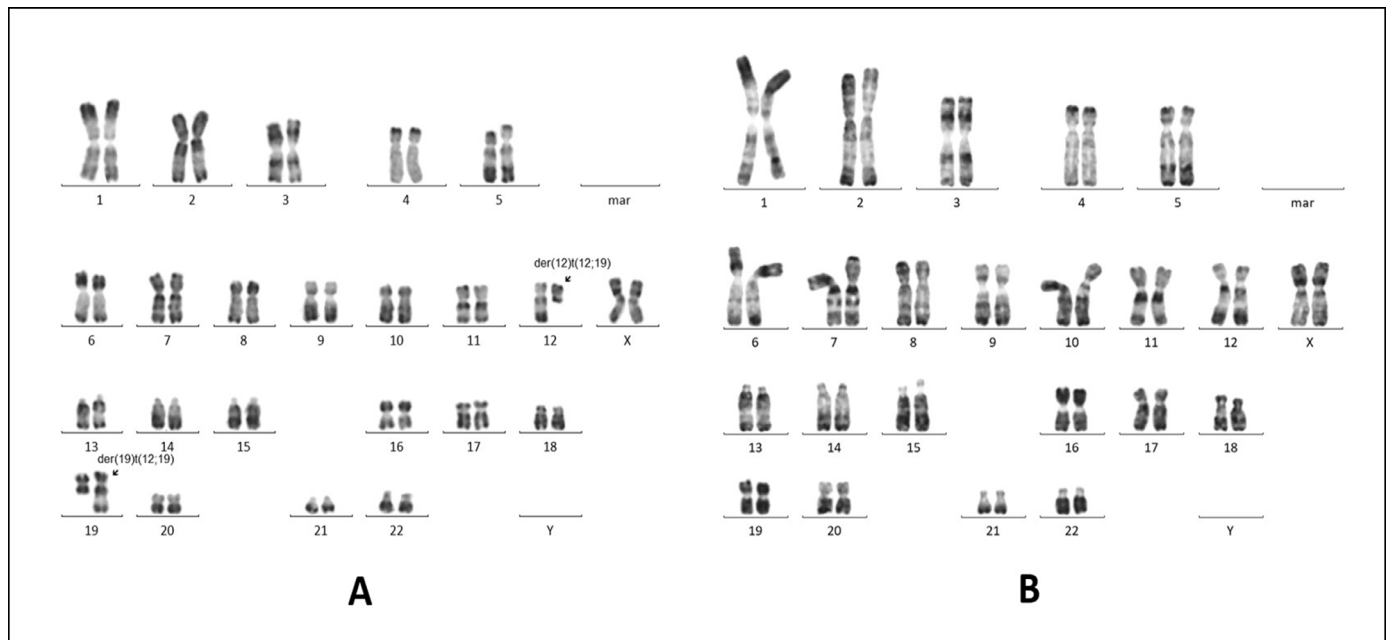 1 2 3 4 5 mar
der(12)t(12;19)
6 7 8 9 10 11 12 X
13 14 15 16 17 18
der(19)t(12;19)
19 20 21 22 Y
A
1 2 3 4 5 mar
6 7 8 9 10 11 12 X
13 14 15 16 17 18
19 20 21 22 Y
B